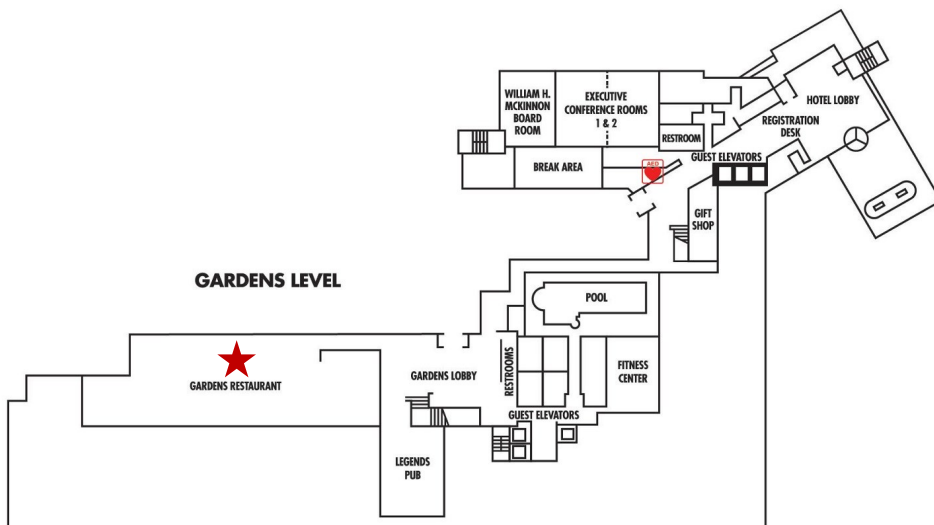 WILLIAM H.
MCKINNON
BOARD
ROOM
EXECUTIVE
CONFERENCE ROOMS
1 & 2
HOTEL LOBBY
REGISTRATION
DESK
RESTROOM
GUEST ELEVATORS
BREAK AREA
AED
GIFT
SHOP
GARDENS LEVEL
POOL
GARDENS RESTAURANT
GARDENS LOBBY
RESTROOMS
FITNESS
CENTER
GUEST ELEVATORS
LEGENDS
PUB